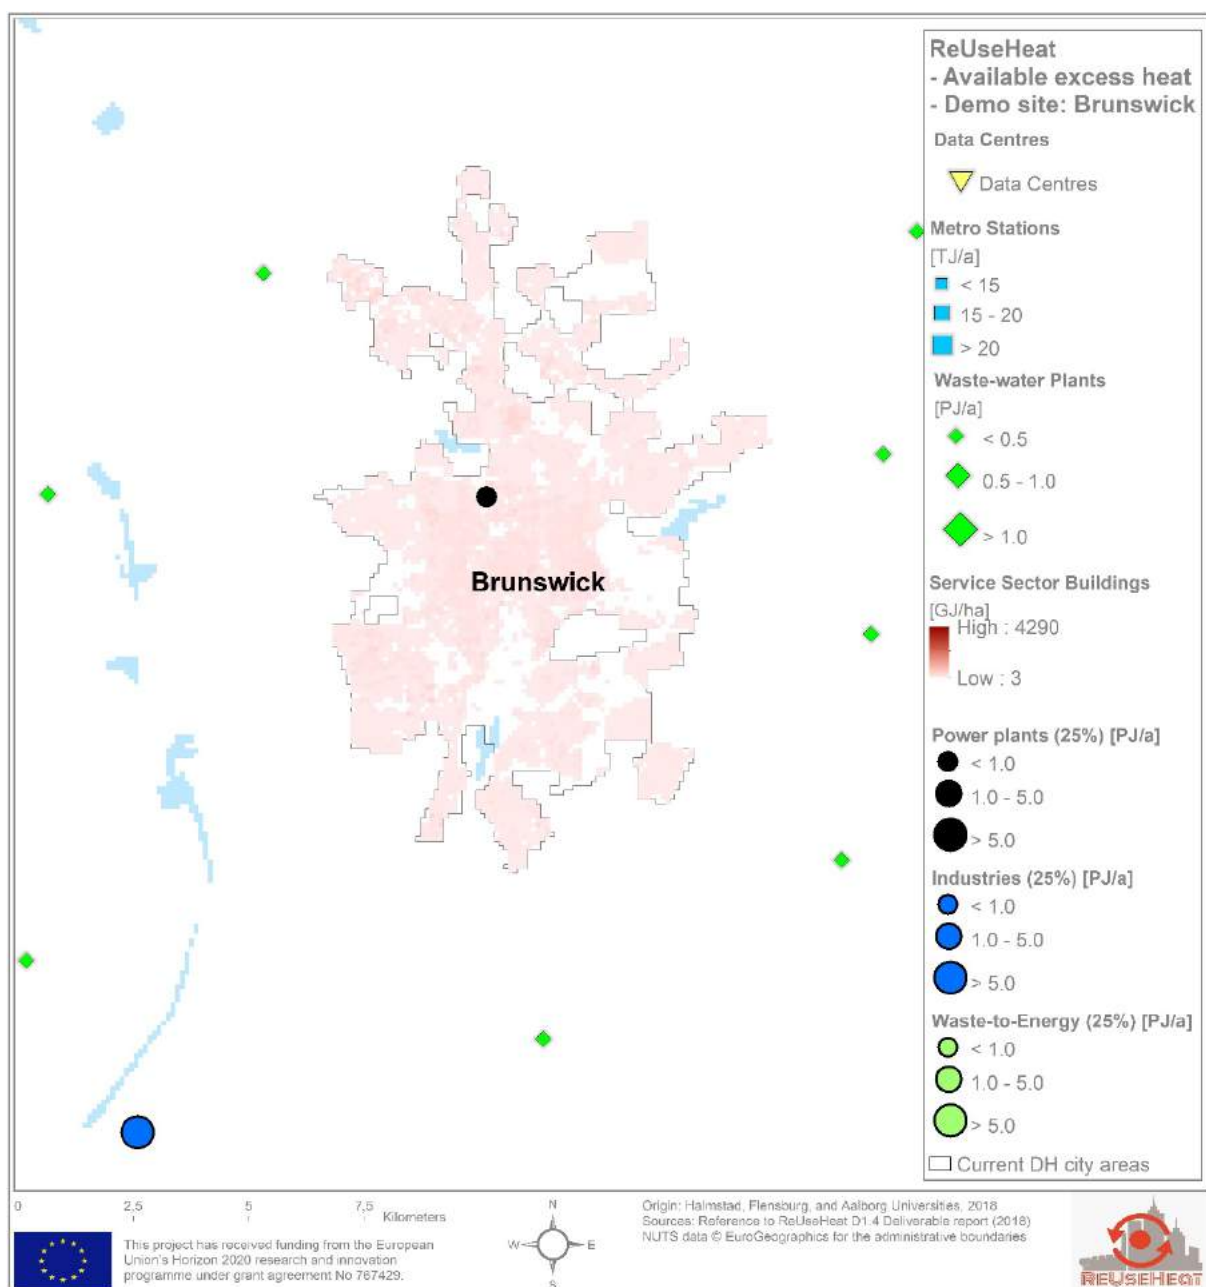 ReUseHeat
- Available excess heat
- Demo site: Brunswick
Data Centres
Data Centres
Metro Stations
[TJ/a]
< 15
15 - 20
> 20
Waste-water Plants
[PJ/a]
< 0.5
0.5 - 1.0
> 1.0
Brunswick
Service Sector Buildings
[GJ/ha]
High : 4290
Low : 3
Power plants (25%) [PJ/a]
< 1.0
1.0 - 5.0
> 5.0
Industries (25%) [PJ/a]
< 1.0
1.0 - 5.0
> 5.0
Waste-to-Energy (25%) [PJ/a]
< 1.0
1.0 - 5.0
> 5.0
Current DH city areas
0 2,5 5 7,5 Kilometers
N
W E
S
This project has received funding from the European
Union's Horizon 2020 research and innovation
programme under grant agreement No 767429.
Origin: Halmstad, Flensburg, and Aalborg Universities, 2018
Sources: Reference to ReUseHeat D1.4 Deliverable report (2018)
NUTS data © EuroGeographics for the administrative boundaries
REUSEHEAT